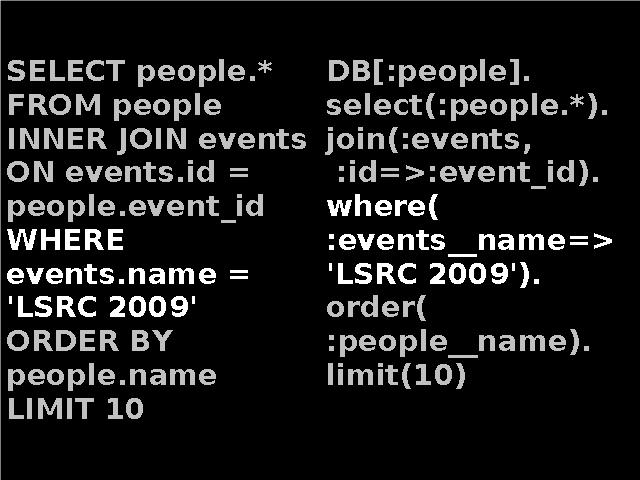 SELECT people.*
FROM people
INNER JOIN events
ON events.id =
people.event_id
WHERE
events.name =
'LSRC 2009'
ORDER BY
people.name
LIMIT 10
DB[:people].
select(:people.*).
join(:events,
:id=>:event_id).
where(
:events__name=>
'LSRC 2009').
order(
:people__name).
limit(10)